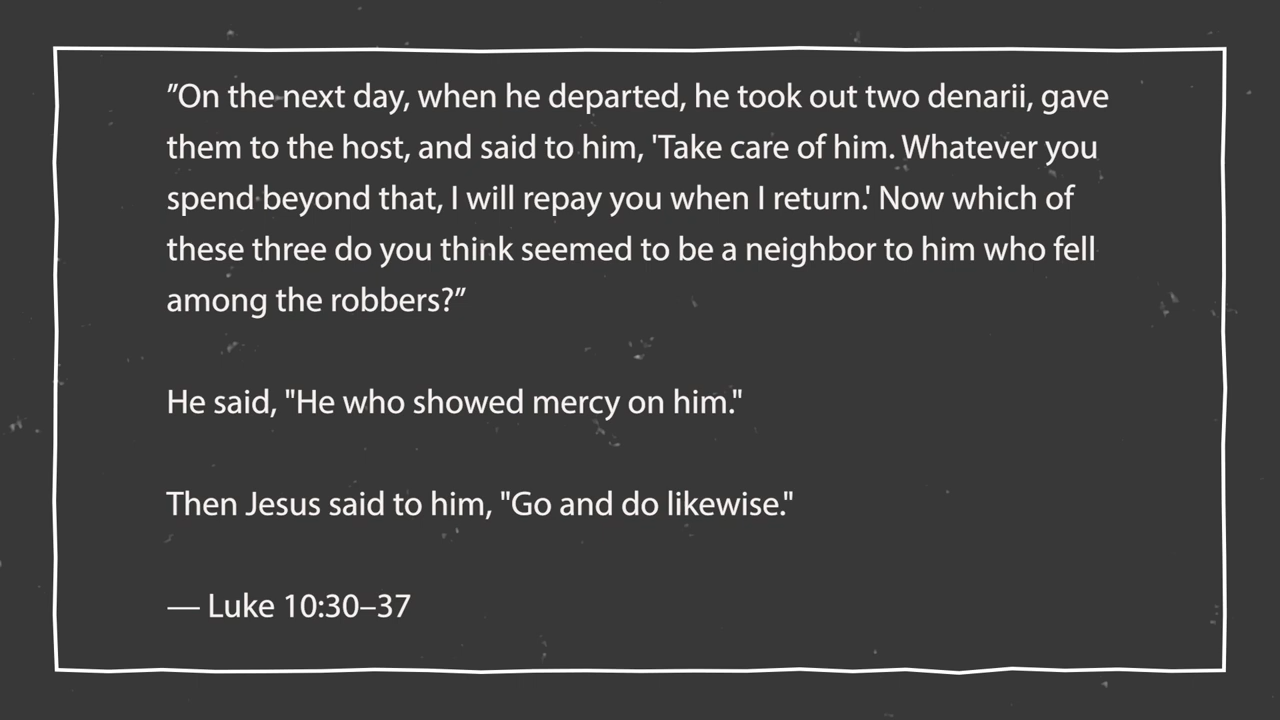 ”On the next day, when he departed, he took out two denarii, gave
them to the host, and said to him, 'Take care of him. Whatever you
spend beyond that, I will repay you when I return.' Now which of
these three do you think seemed to be a neighbor to him who fell
among the robbers?”
He said, "He who showed mercy on him."
Then Jesus said to him, "Go and do likewise."
— Luke 10:30–37